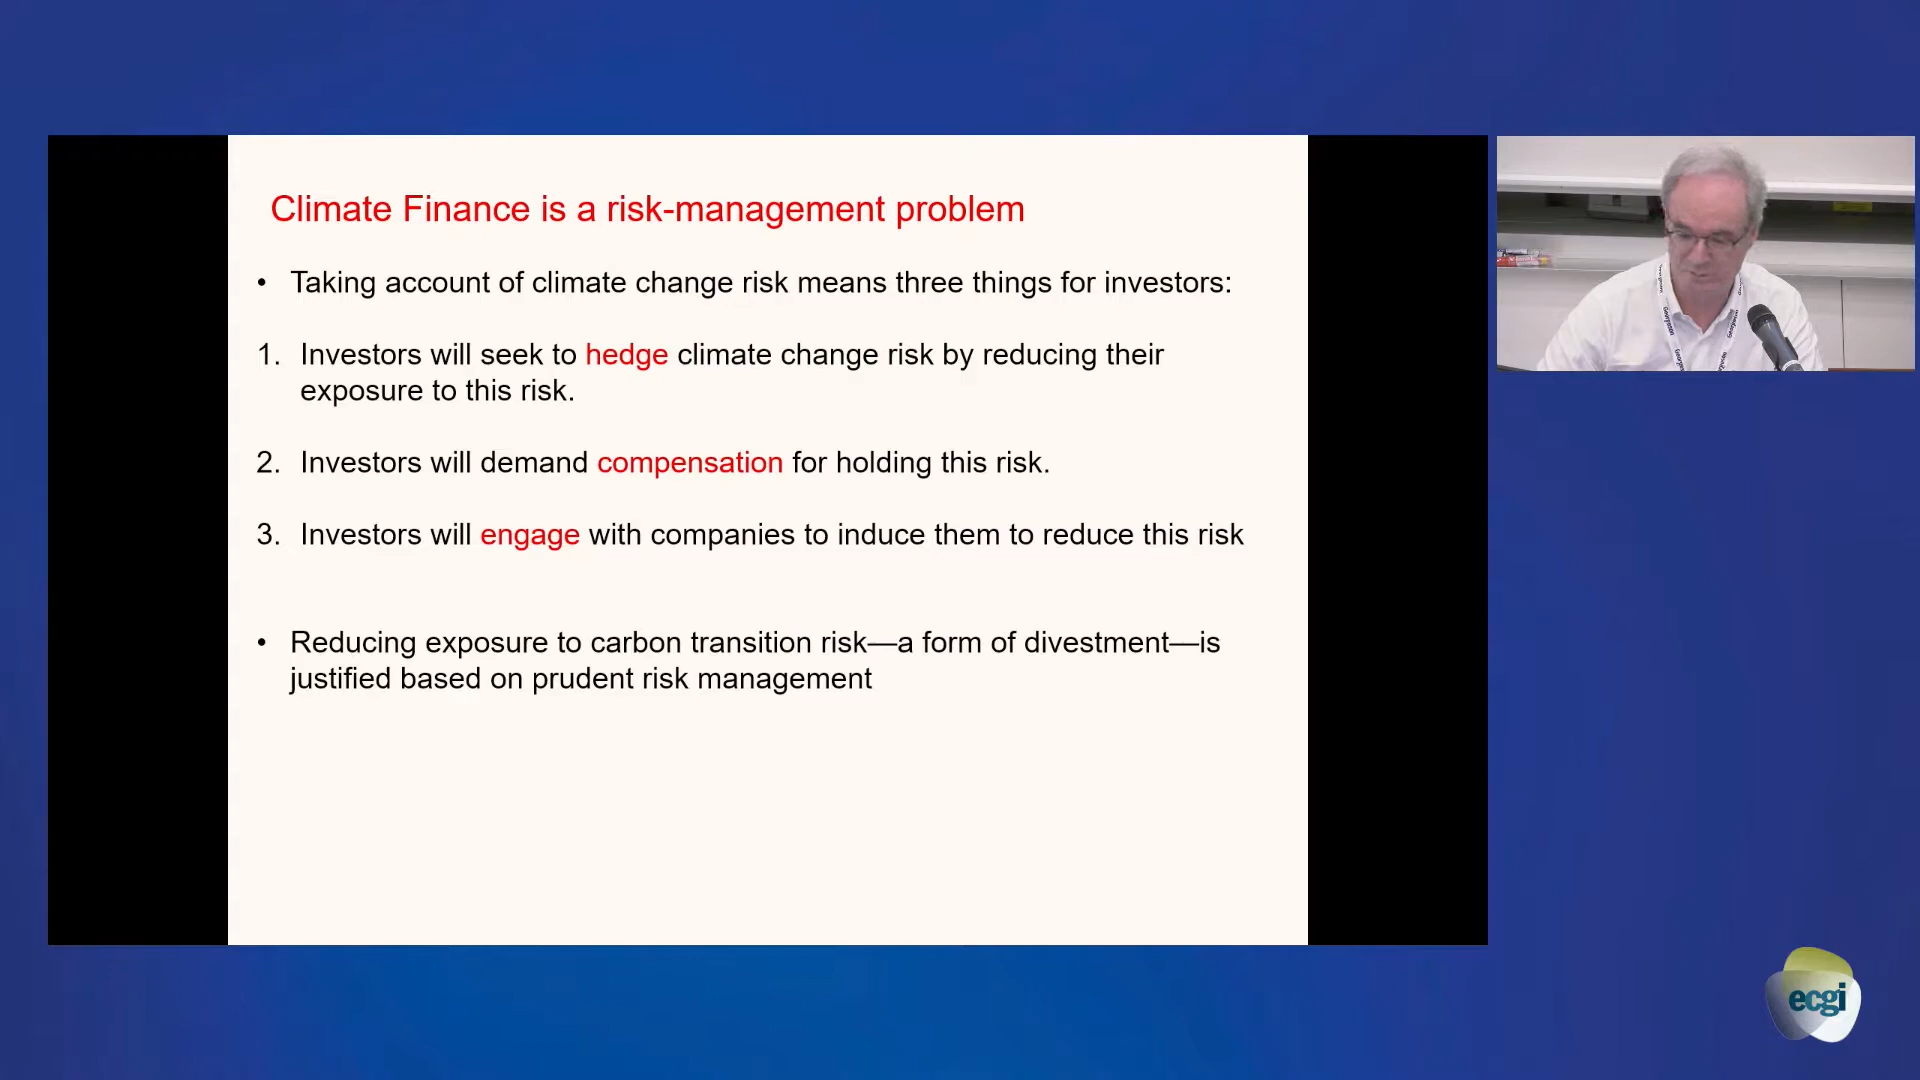 Climate Finance is a risk-management problem
• Taking account of climate change risk means three things for investors:
1. Investors will seek to hedge climate change risk by reducing their
exposure to this risk.
2. Investors will demand compensation for holding this risk.
3. Investors will engage with companies to induce them to reduce this risk
• Reducing exposure to carbon transition risk—a form of divestment—is
justified based on prudent risk management
ecgi